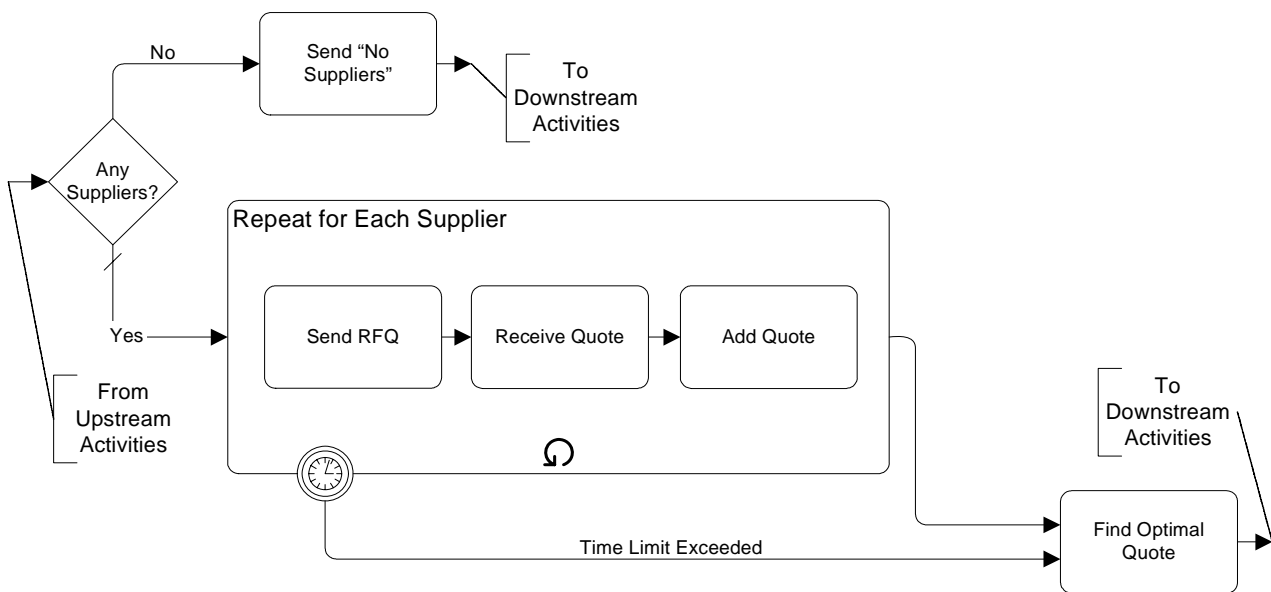 No
Send “No
Suppliers”
To
Downstream
Activities
Any
Suppliers?
Repeat for Each Supplier
Send RFQ
Receive Quote
Add Quote
Yes
From
Upstream
Activities
To
Downstream
Activities
Time Limit Exceeded
Find Optimal
Quote